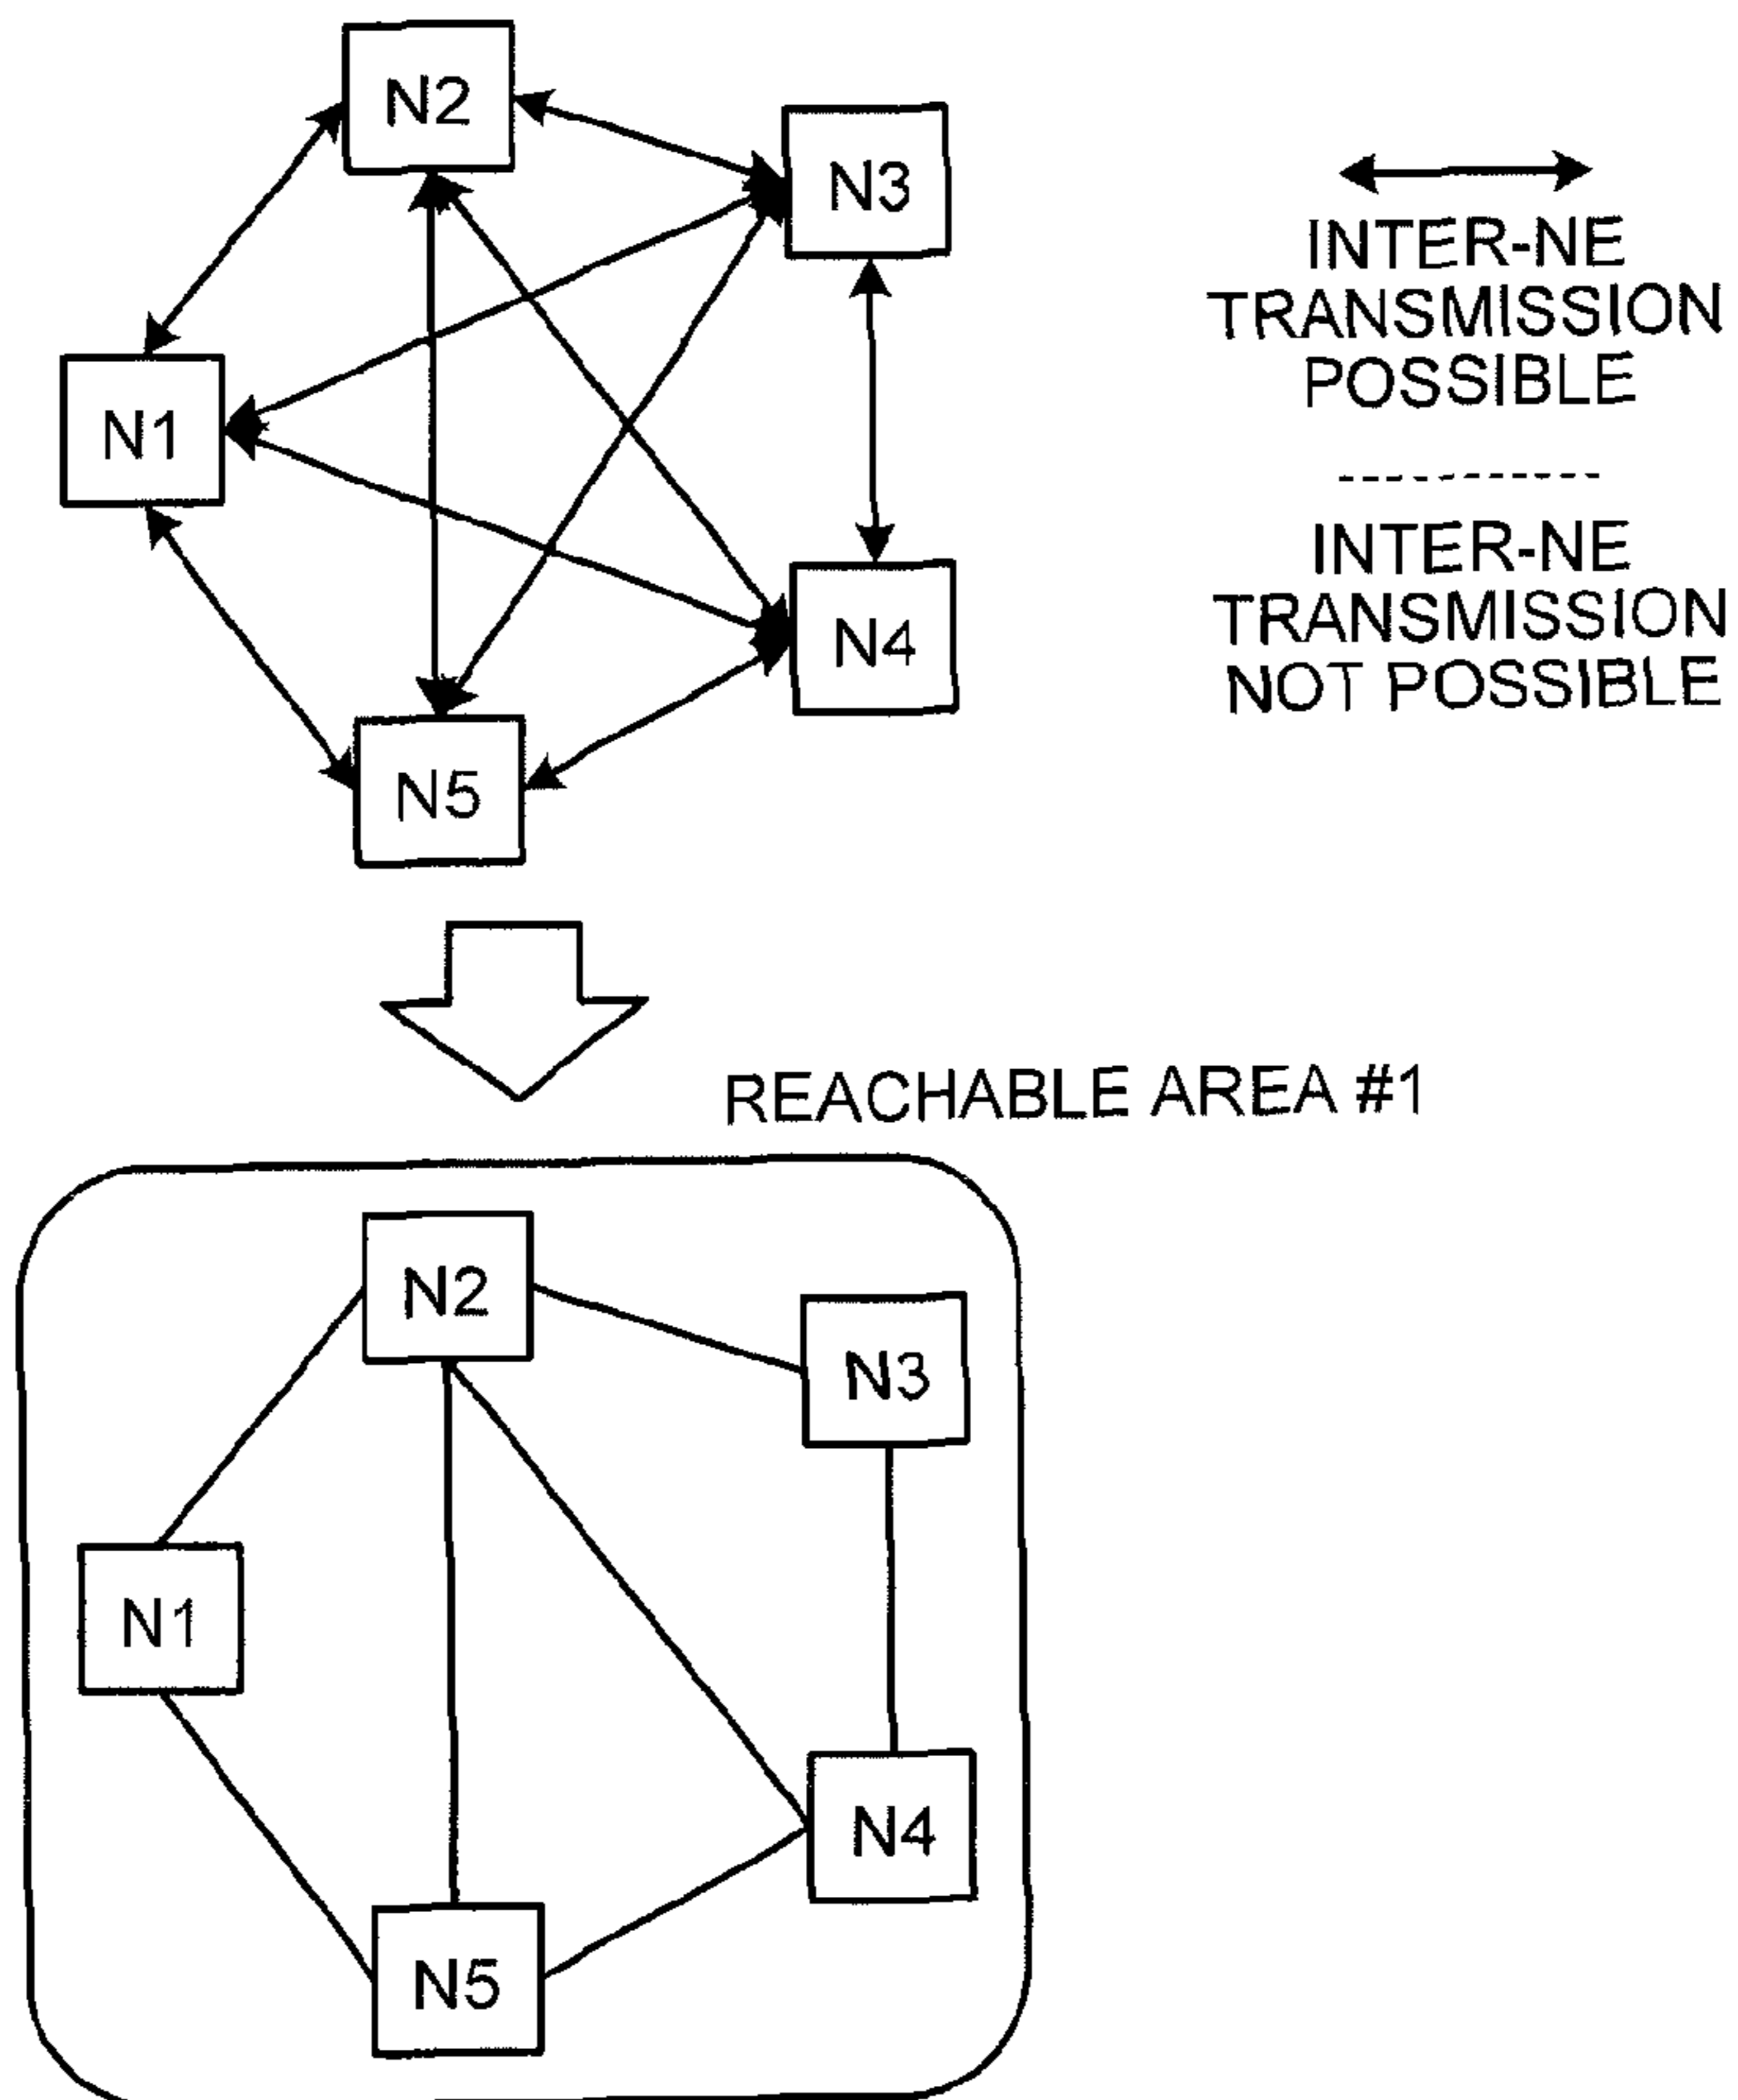 N2
N3
N1
N4
N5
INTER-NE
TRANSMISSION
POSSIBLE
INTER-NE
TRANSMISSION
NOT POSSIBLE
REACHABLE AREA #1
N2
N3
N1
N4
N5